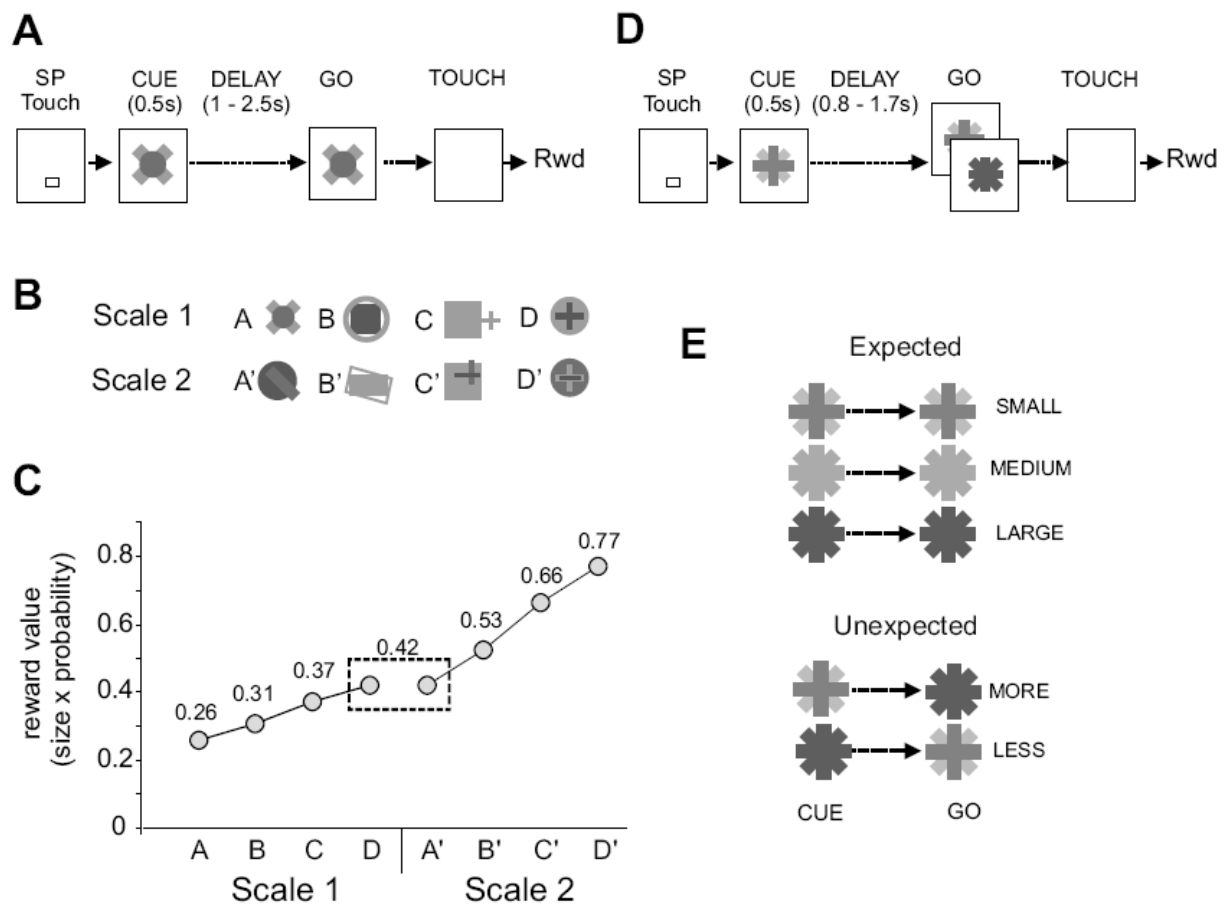 A
SP
Touch
CUE
(0.5s)
DELAY
(1 - 2.5s)
GO
TOUCH
Rwd
D
SP
Touch
CUE
(0.5s)
DELAY
(0.8 - 1.7s)
GO
TOUCH
Rwd
B
Scale 1
A B C D
Scale 2
A' B' C' D'
C
reward value
(size x probability)
0.8
0.6
0.4
0.2
0
0.26
0.31
0.37
0.42
0.53
0.66
0.77
A B C D A' B' C' D'
Scale 1 Scale 2
E
Expected
SMALL
MEDIUM
LARGE
Unexpected
MORE
LESS
CUE GO